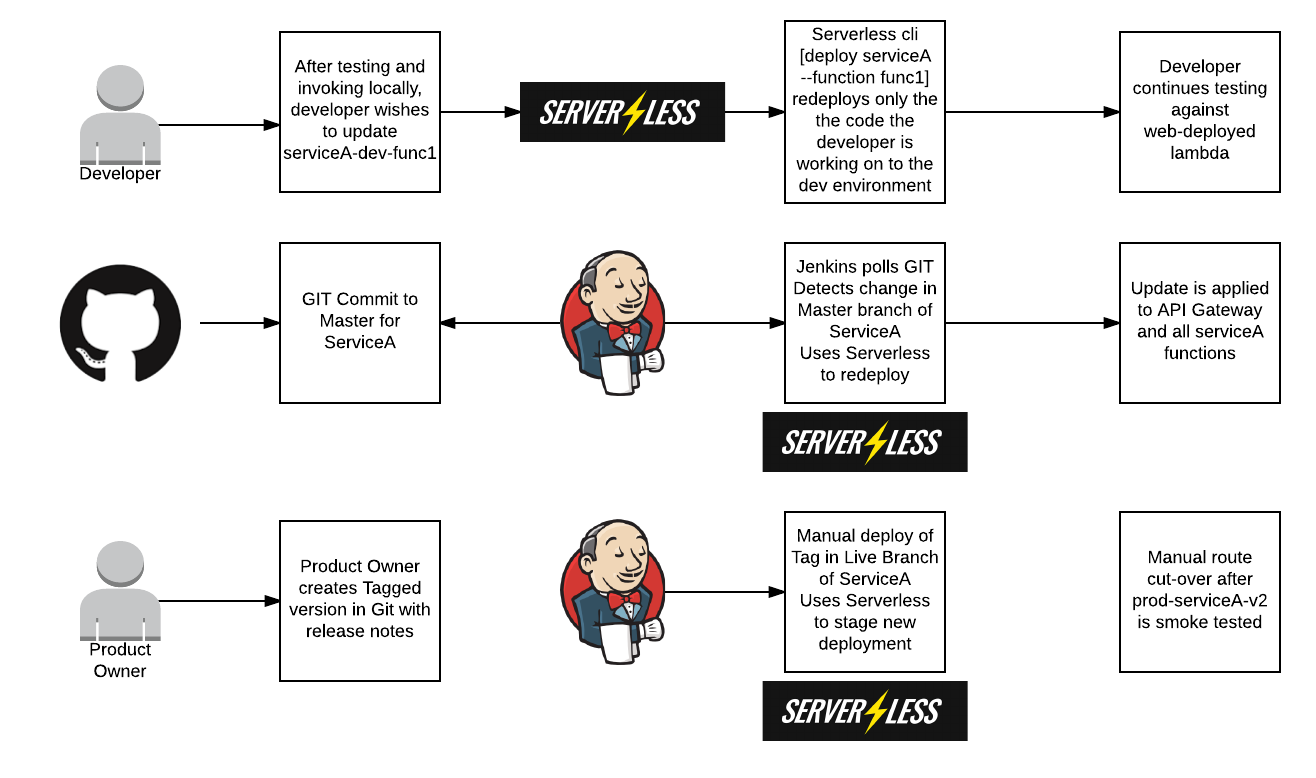 Developer
After testing and
invoking locally,
developer wishes
to update
serviceA-dev-func1
SERVERLESS
Serverless cli
[deploy serviceA
--function func1]
redeploys only the
the code the
developer is
working on to the
dev environment
Developer
continues testing
against
web-deployed
lambda
GIT Commit to
Master for
ServiceA
Jenkins polls GIT
Detects change in
Master branch of
ServiceA
Uses Serverless
to redeploy
SERVERLESS
Update is applied
to API Gateway
and all serviceA
functions
Product
Owner
Product Owner
creates Tagged
version in Git with
release notes
Manual deploy of
Tag in Live Branch
of ServiceA
Uses Serverless
to stage new
deployment
SERVERLESS
Manual route
cut-over after
prod-serviceA-v2
is smoke tested